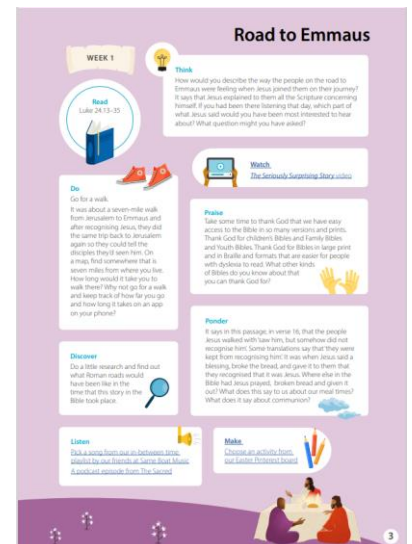 Road to Emmaus
WEEK 1
Read
Luke 24.13–35
Think
How would you describe the way the people on the road to
Emmaus were feeling when Jesus joined them on their journey?
It says that Jesus explained to them all the Scripture concerning
himself. If you had been there listening that day, which part of
what Jesus said would you have been most interested to hear
about? What question might you have asked?
Watch
The Seriously Surprising Story video
Do
Go for a walk.
It was about a seven-mile walk
from Jerusalem to Emmaus and
after recognising Jesus, they did
the same trip back to Jerusalem
again so they could tell the
disciples they'd seen him. On
a map, find somewhere that is
seven miles from where you live.
How long would it take you to
walk there? Why not go for a walk
and keep track of how far you go
and how long it takes on an app
on your phone?
Praise
Take some time to thank God that we have easy
access to the Bible in so many versions and prints.
Thank God for children's Bibles and Family Bibles
and Youth Bibles. Thank God for Bibles in large print
and in Braille and formats that are easier for people
with dyslexia to read. What other kinds
of Bibles do you know about that
you can thank God for?
Discover
Do a little research and find out
what Roman roads would
have been like in the
time that this story in the
Bible took place.
Ponder
It says in this passage, in verse 16, that the people
Jesus walked with 'saw him, but somehow did not
recognise him'. Some translations say that 'they were
kept from recognising him'. It was when Jesus said a
blessing, broke the bread, and gave it to them that
they recognised that it was Jesus. Where else in the
Bible had Jesus prayed, broken bread and given it
out? What does this say to us about our meal times?
What does it say about communion?
Listen
Pick a song from our in-between time
playlist by our friends at Same Boat Music
A podcast episode from The Sacred
Make
Choose an activity from
our Easter Pinterest board
3